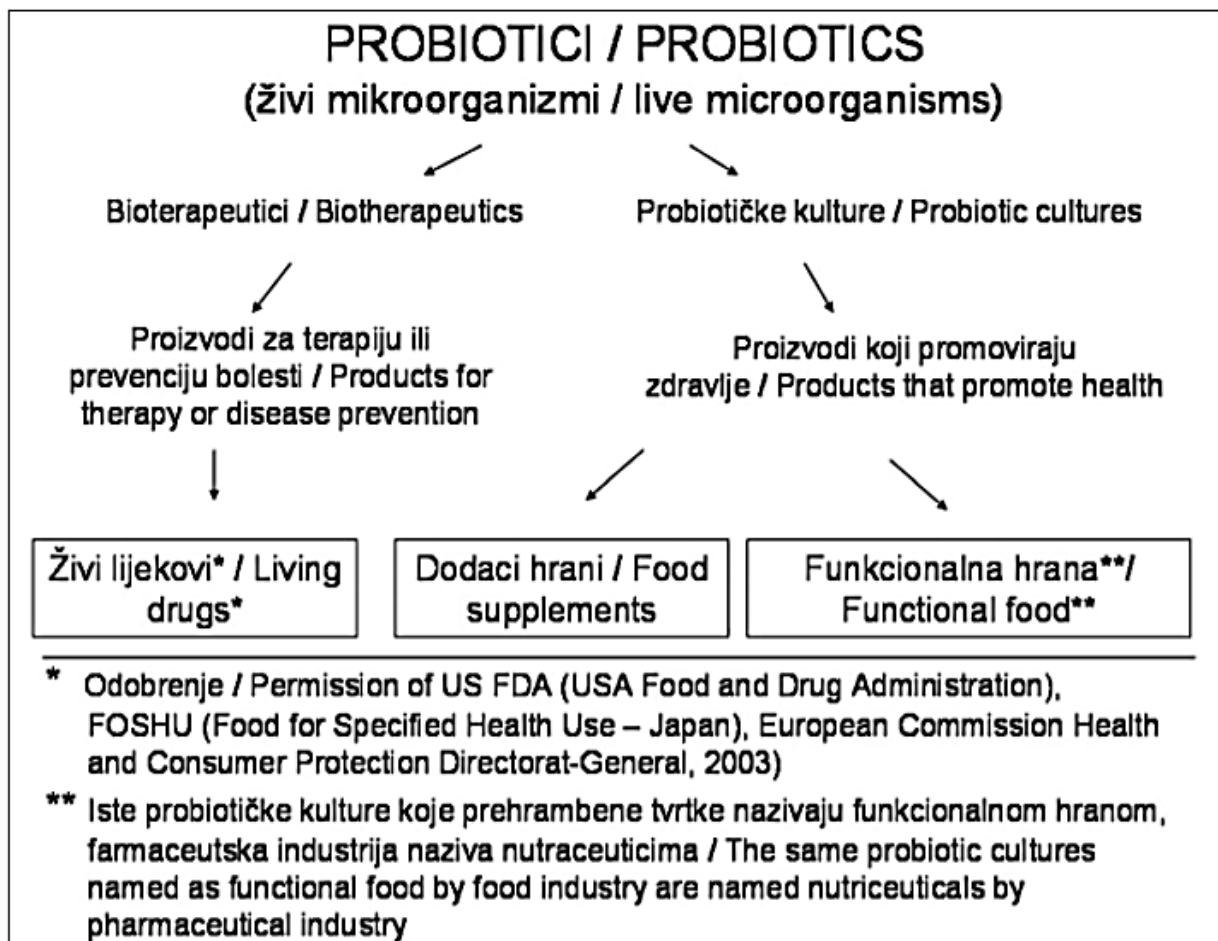 PROBIOTICI / PROBIOTICS
(živi mikroorganizmi / live microorganisms)
Bioterapeutici / Biotherapeutics
Probiotičke kulture / Probiotic cultures
Proizvodi za terapiju ili
prevenciju bolesti / Products for
therapy or disease prevention
Proizvodi koji promoviraju
zdravlje / Products that promote health
Živi lijekovi* / Living
drugs*
Dodaci hrani / Food
supplements
Funkcionalna hrana**/
Functional food**
* Odobrenje / Permission of US FDA (USA Food and Drug Administration),
FOSHU (Food for Specified Health Use – Japan), European Commission Health
and Consumer Protection Directorat-General, 2003)
** Iste probiotičke kulture koje prehrambene tvrtke nazivaju funkcionalnom hranom,
farmaceutska industrija naziva nutraceuticima / The same probiotic cultures
named as functional food by food industry are named nutriceuticals by
pharmaceutical industry